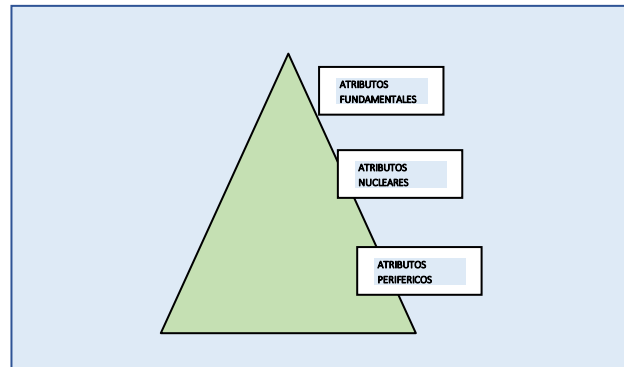 ATRIBUTOS
FUNDAMENTALES
ATRIBUTOS
NUCLEARES
ATRIBUTOS
PERIFERICOS